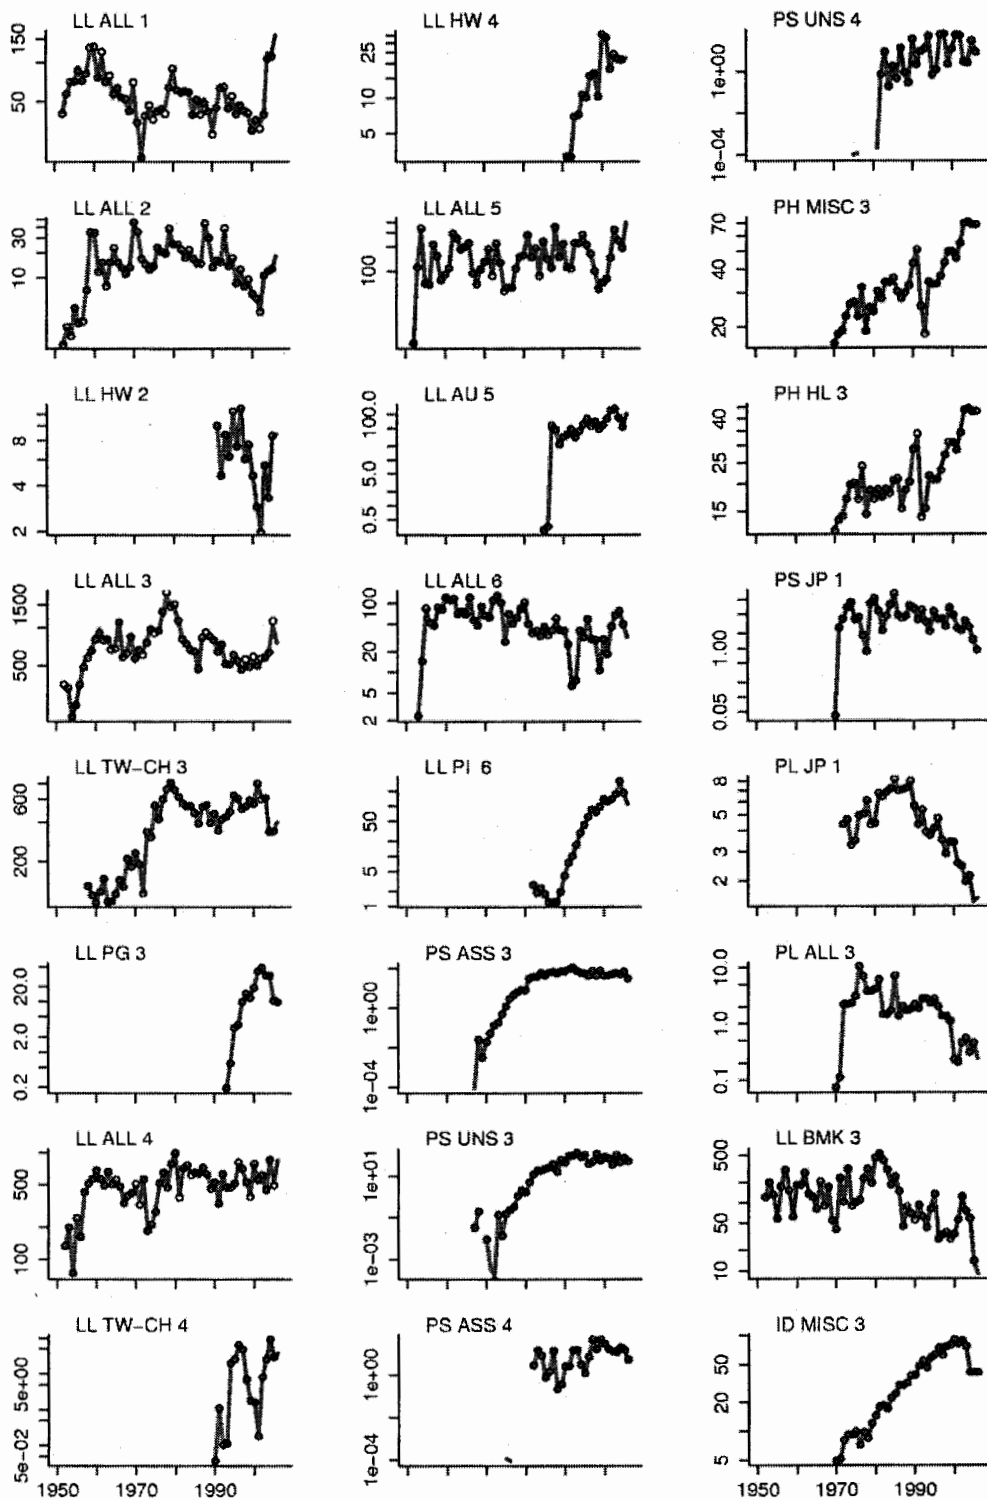 LL ALL 1
150
50
LL HW 4
25
10
5
PS UNS 4
1e+00
1e−04
LL ALL 2
30
10
LL ALL 5
100
PH MISC 3
70
40
20
LL HW 2
8
4
2
LL AU 5
100.0
5.0
0.5
PH HL 3
40
25
15
LL ALL 3
1500
500
LL ALL 6
100
20
5
2
PS JP 1
1.00
0.05
LL TW−CH 3
600
200
LL PI 6
50
5
1
PL JP 1
8
5
3
2
LL PG 3
20.0
2.0
0.2
PS ASS 3
1e+00
1e−04
PL ALL 3
10.0
1.0
0.1
LL ALL 4
500
100
PS UNS 3
1e+01
1e−03
LL BMK 3
500
50
10
LL TW−CH 4
5e+00
5e−02
1950 1970 1990
PS ASS 4
1e+00
1e−04
ID MISC 3
50
20
5
1950 1970 1990